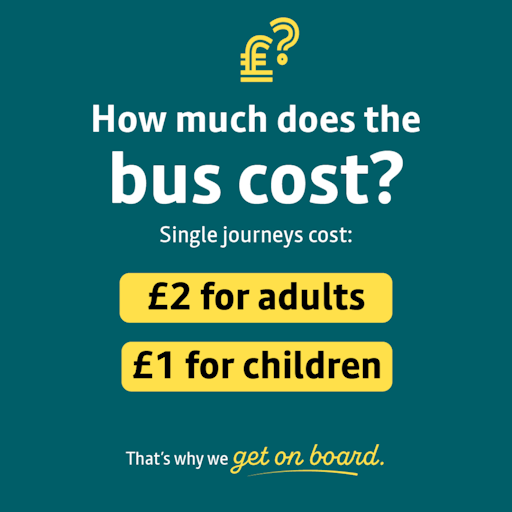 £?
How much does the
bus cost?
Single journeys cost:
£2 for adults
£1 for children
That's why we get on board.